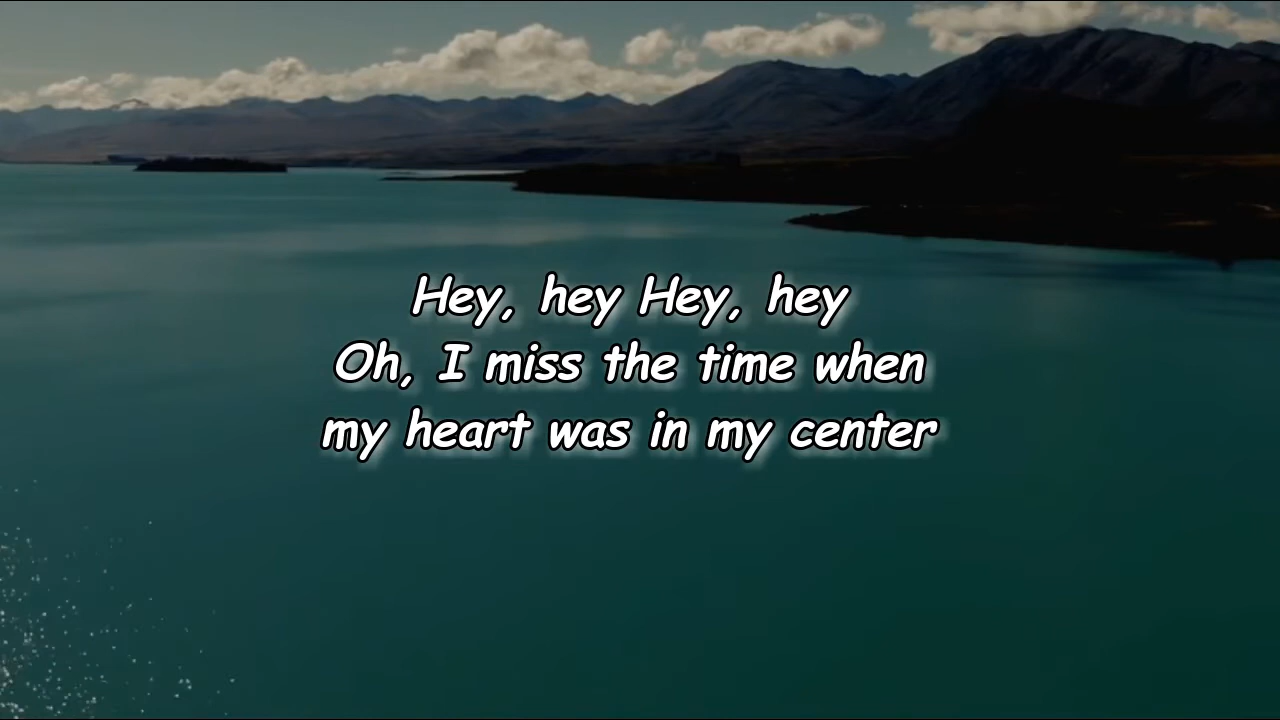 Hey, hey Hey, hey
Oh, I miss the time when
my heart was in my center